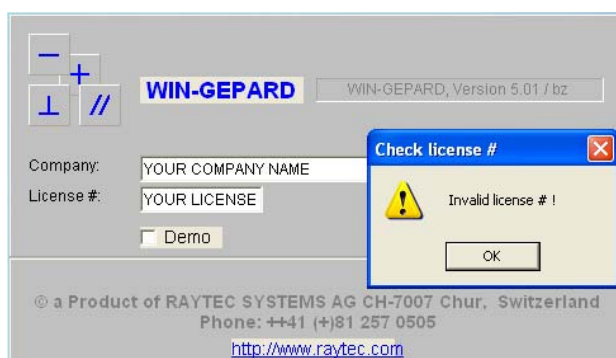 WIN-GEPARD
WIN-GEPARD, Version 5.01 / bz
Check license #
Company:
YOUR COMPANY NAME
License #:
YOUR LICENSE
Invalid license # !
OK
Demo
© a Product of RAYTEC SYSTEMS AG CH-7007 Chur, Switzerland
Phone: ++41 (+)81 257 0505
http://www.raytec.com